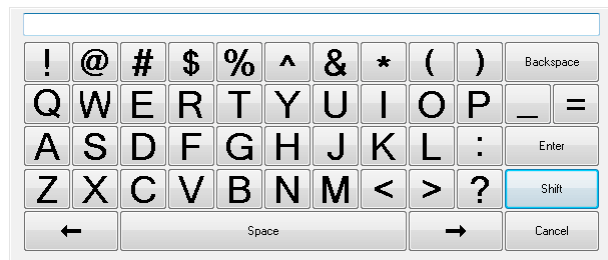 ! @ # $ % ^ & * ( ) Backspace
Q W E R T Y U I O P _ =
A S D F G H J K L : Enter
Z X C V B N M < > ? Shift
← Space → Cancel